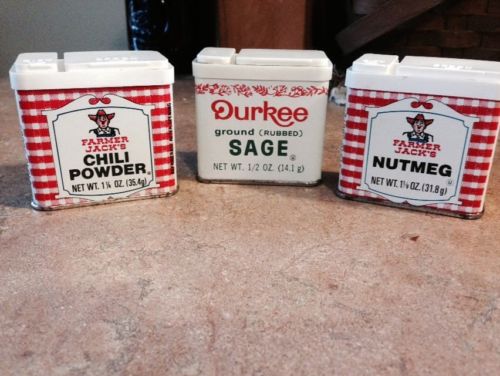 FARMER
JACK'S
CHILI
POWDER
NET WT. 1¼ OZ. (35.4g)
Durkee
ground (RUBBED)
SAGE
NET WT. 1/2 OZ. (14.1 g)
FARMER
JACK'S
NUTMEG
NET WT. 1⅛ OZ. (31.8g)